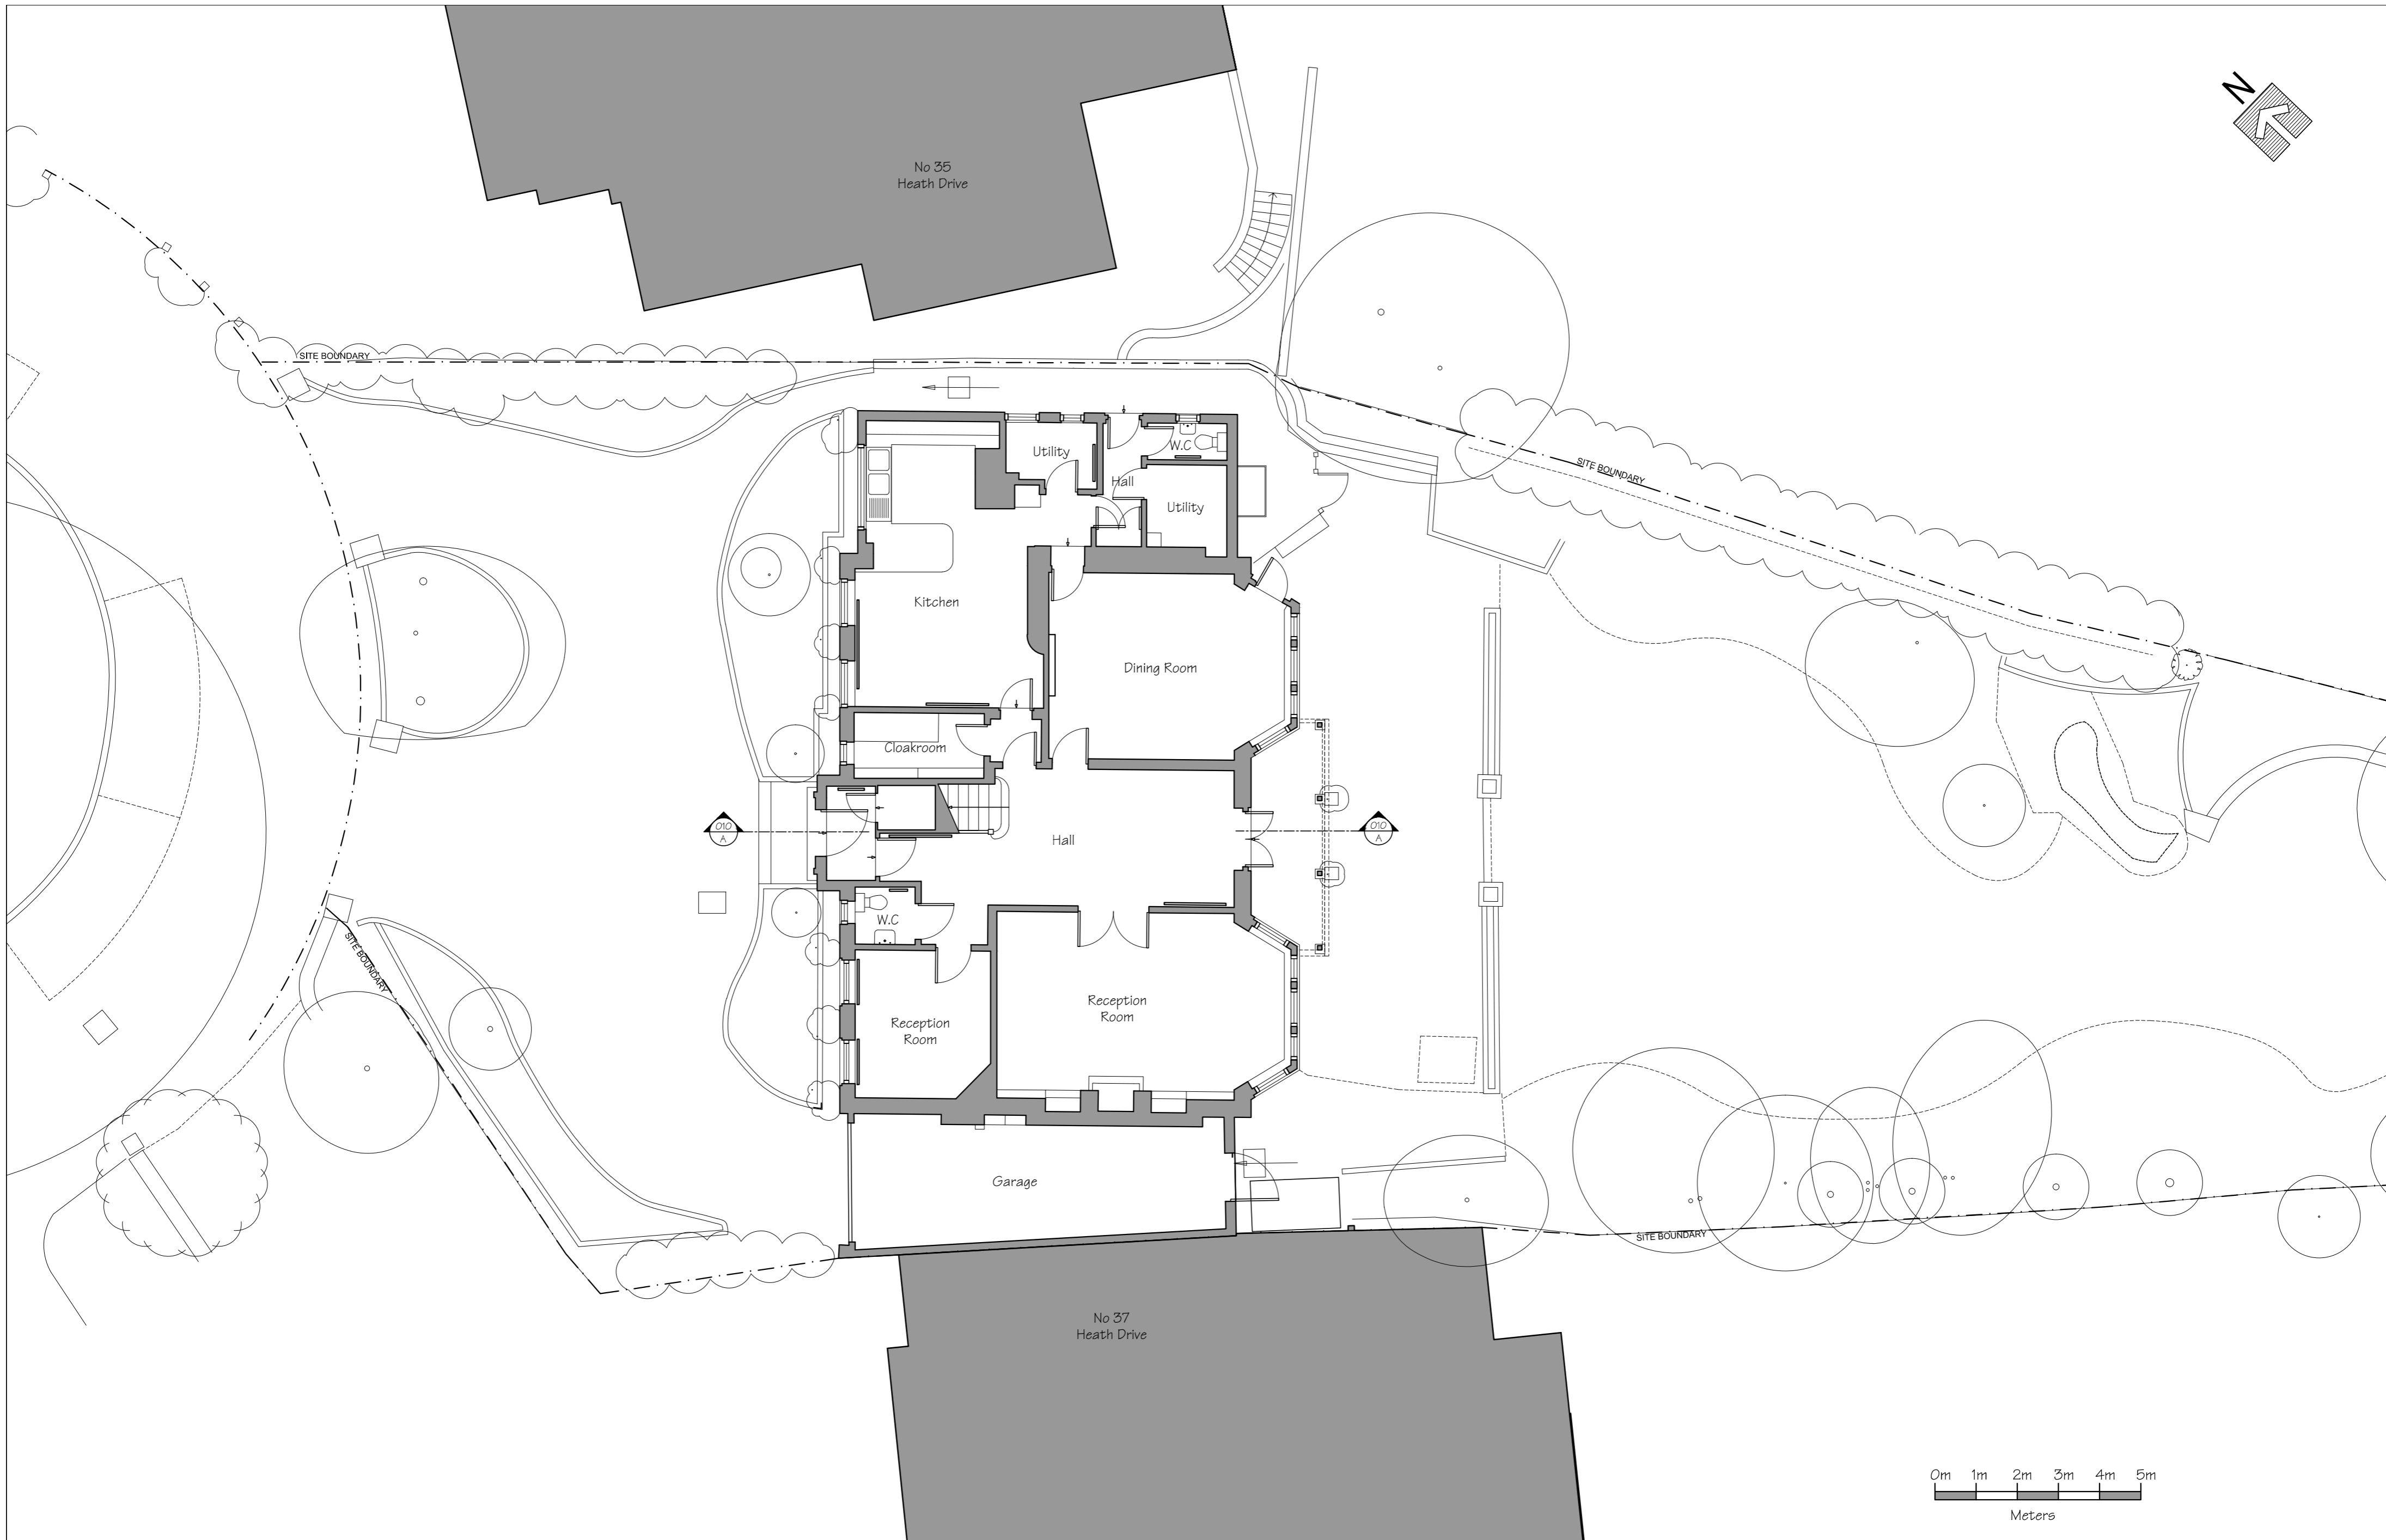 N
No 35
Heath Drive
SITE BOUNDARY
W.C
Utility
Hall
SITE BOUNDARY
Utility
Kitchen
Dining Room
Cloakroom
010
A
010
A
Hall
W.C
SITE BOUNDARY
Reception
Room
Reception
Room
Garage
SITE BOUNDARY
No 37
Heath Drive
0m 1m 2m 3m 4m 5m
Meters